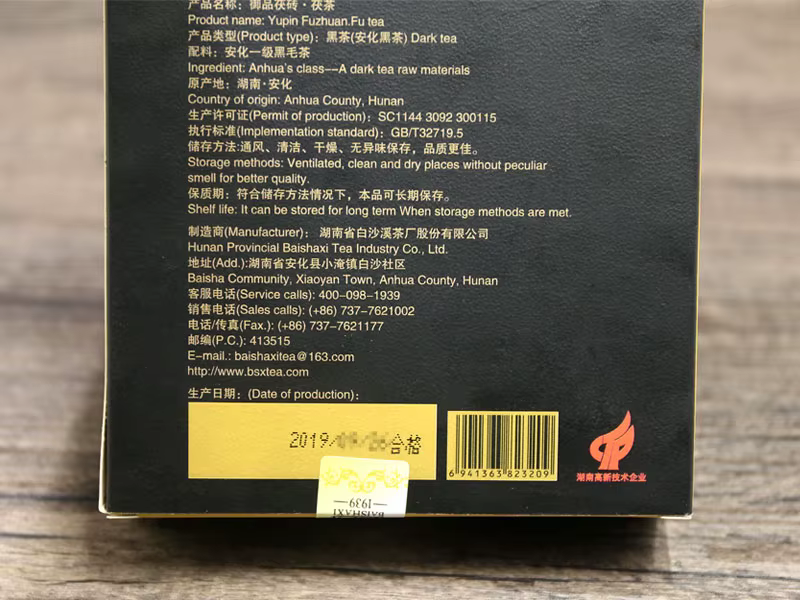 产品名称：御品茯砖·茯茶
Product name: Yupin Fuzhuan.Fu tea
产品类型(Product type)：黑茶(安化黑茶) Dark tea
配料：安化一级黑毛茶
Ingredient: Anhua's class––A dark tea raw materials
原产地：湖南·安化
Country of origin: Anhua County, Hunan
生产许可证(Permit of production)：SC1144 3092 300115
执行标准(Implementation standard)：GB/T32719.5
储存方法:通风、清洁、干燥、无异味保存，品质更佳。
Storage methods: Ventilated, clean and dry places without peculiar
smell for better quality.
保质期：符合储存方法情况下，本品可长期保存。
Shelf life: It can be stored for long term When storage methods are met.
制造商(Manufacturer)：湖南省白沙溪茶厂股份有限公司
Hunan Provincial Baishaxi Tea Industry Co., Ltd.
地址(Add.):湖南省安化县小淹镇白沙社区
Baisha Community, Xiaoyan Town, Anhua County, Hunan
客服电话(Service calls): 400-098-1939
销售电话(Sales calls): (+86) 737-7621002
电话/传真(Fax.): (+86) 737-7621177
邮编(P.C.): 413515
E-mail.: baishaxitea@163.com
http://www.bsxtea.com
生产日期：(Date of production)：
2019/ 合格
6 941363 823209
湖南高新技术企业
—1939—
BAISHAXI